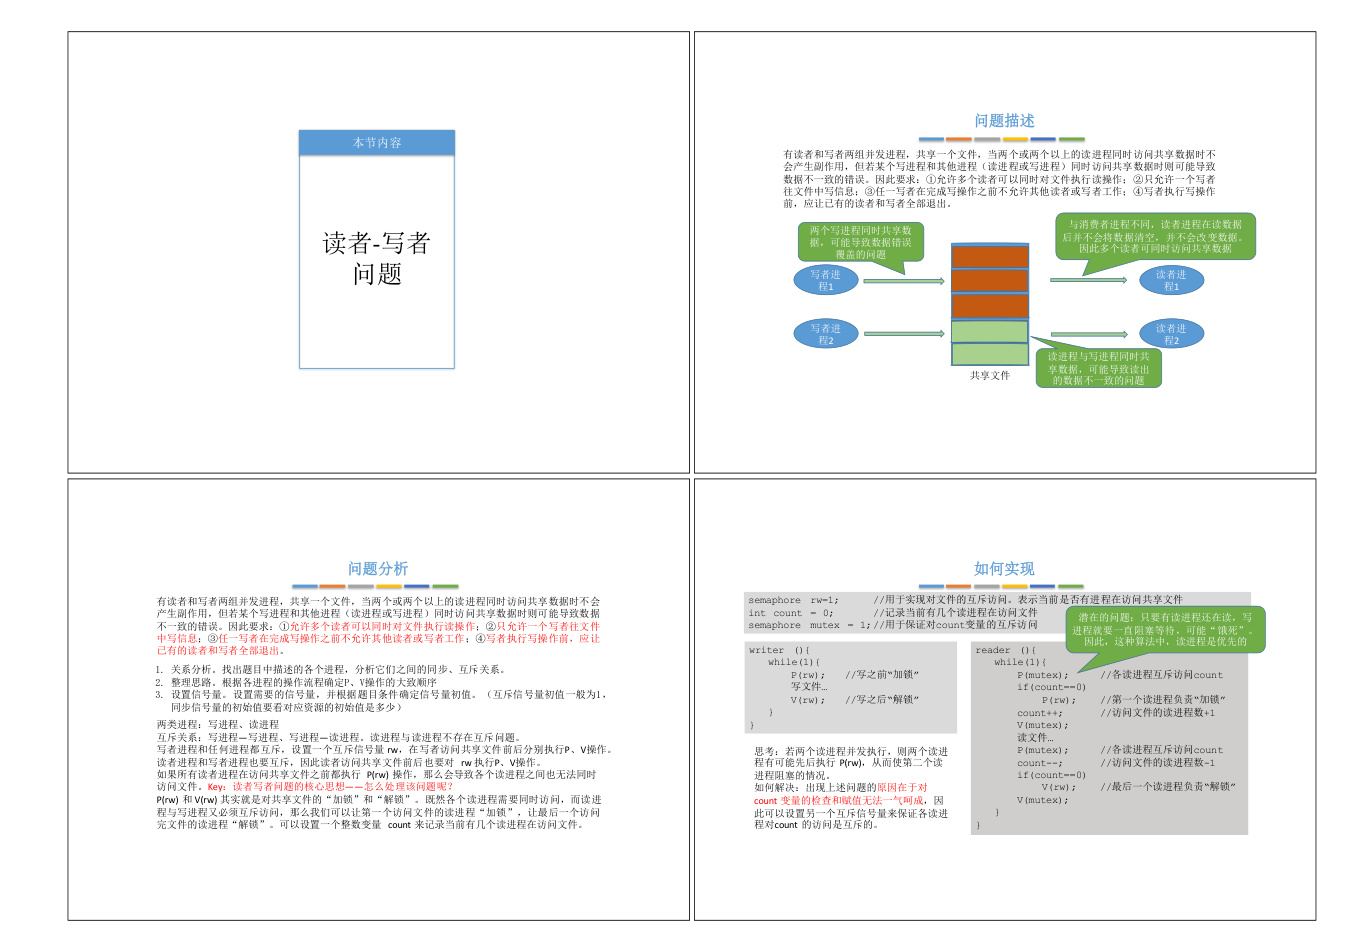 本节内容
读者-写者
问题
问题描述
有读者和写者两组并发进程，共享一个文件，当两个或两个以上的读进程同时访问共享数据时不
会产生副作用，但若某个写进程和其他进程（读进程或写进程）同时访问共享数据时则可能导致
数据不一致的错误。因此要求：①允许多个读者可以同时对文件执行读操作；②只允许一个写者
往文件中写信息；③任一写者在完成写操作之前不允许其他读者或写者工作；④写者执行写操作
前，应让已有的读者和写者全部退出。
两个写进程同时共享数
据，可能导致数据错误
覆盖的问题
与消费者进程不同，读者进程在读数据
后并不会将数据清空，并不会改变数据。
因此多个读者可同时访问共享数据
写者进
程1
读者进
程1
写者进
程2
读者进
程2
读进程与写进程同时共
享数据，可能导致读出
的数据不一致的问题
共享文件
问题分析
有读者和写者两组并发进程，共享一个文件，当两个或两个以上的读进程同时访问共享数据时不会
产生副作用，但若某个写进程和其他进程（读进程或写进程）同时访问共享数据时则可能导致数据
不一致的错误。因此要求：①允许多个读者可以同时对文件执行读操作；②只允许一个写者往文件
中写信息；③任一写者在完成写操作之前不允许其他读者或写者工作；④写者执行写操作前，应让
已有的读者和写者全部退出。
1. 关系分析。找出题目中描述的各个进程，分析它们之间的同步、互斥关系。
2. 整理思路。根据各进程的操作流程确定P、V操作的大致顺序
3. 设置信号量。设置需要的信号量，并根据题目条件确定信号量初值。（互斥信号量初值一般为1，
同步信号量的初始值要看对应资源的初始值是多少）
两类进程：写进程、读进程
互斥关系：写进程—写进程、写进程—读进程。读进程与读进程不存在互斥问题。
写者进程和任何进程都互斥，设置一个互斥信号量 rw，在写者访问共享文件前后分别执行P、V操作。
读者进程和写者进程也要互斥，因此读者访问共享文件前后也要对 rw 执行P、V操作。
如果所有读者进程在访问共享文件之前都执行 P(rw) 操作，那么会导致各个读进程之间也无法同时
访问文件。Key：读者写者问题的核心思想——怎么处理该问题呢？
P(rw) 和 V(rw) 其实就是对共享文件的“加锁”和“解锁”。既然各个读进程需要同时访问，而读进
程与写进程又必须互斥访问，那么我们可以让第一个访问文件的读进程“加锁”，让最后一个访问
完文件的读进程“解锁”。可以设置一个整数变量 count 来记录当前有几个读进程在访问文件。
如何实现
semaphore rw=1; //用于实现对文件的互斥访问。表示当前是否有进程在访问共享文件
int count = 0; //记录当前有几个读进程在访问文件
semaphore mutex = 1; //用于保证对count变量的互斥访问
潜在的问题：只要有读进程还在读，写
进程就要一直阻塞等待，可能“饿死”。
因此，这种算法中，读进程是优先的
writer (){
while(1){
P(rw); //写之前“加锁”
写文件…
V(rw); //写之后“解锁”
}
}
思考：若两个读进程并发执行，则两个读进
程有可能先后执行 P(rw)，从而使第二个读
进程阻塞的情况。
如何解决：出现上述问题的原因在于对
count 变量的检查和赋值无法一气呵成，因
此可以设置另一个互斥信号量来保证各读进
程对count 的访问是互斥的。
reader (){
while(1){
P(mutex); //各读进程互斥访问count
if(count==0)
P(rw); //第一个读进程负责“加锁”
count++; //访问文件的读进程数+1
V(mutex);
读文件…
P(mutex); //各读进程互斥访问count
count--; //访问文件的读进程数-1
if(count==0)
V(rw); //最后一个读进程负责“解锁”
V(mutex);
}
}